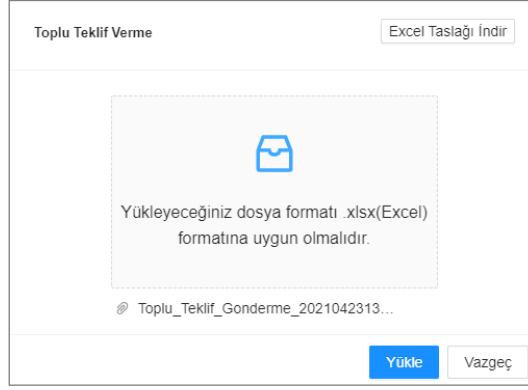 Toplu Teklif Verme
Excel Taslağı İndir
Yükleyeceğiniz dosya formatı .xlsx(Excel)
formatına uygun olmalıdır.
Toplu_Teklif_Gonderme_2021042313...
Yükle
Vazgeç